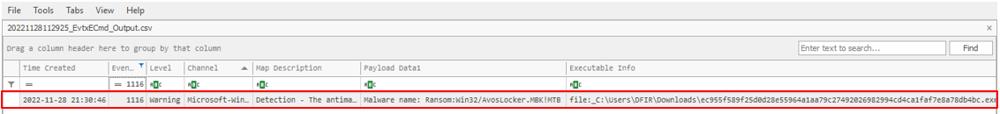 File Tools Tabs View Help
20221128112925_EvtxECmd_Output.csv
Drag a column header here to group by that column
Enter text to search...
Find
Time Created Even... Level Channel Map Description Payload Data1 Executable Info
= = 1116
2022-11-28 21:30:46 1116 Warning Microsoft-Win... Detection - The antima... Malware name: Ransom:Win32/AvosLocker.MBK!MTB file:_C:\Users\DFIR\Downloads\ec955f589f25d0d28e55964a1aa79c27492026982994cd4ca1faf7e8a78db4bc.exe